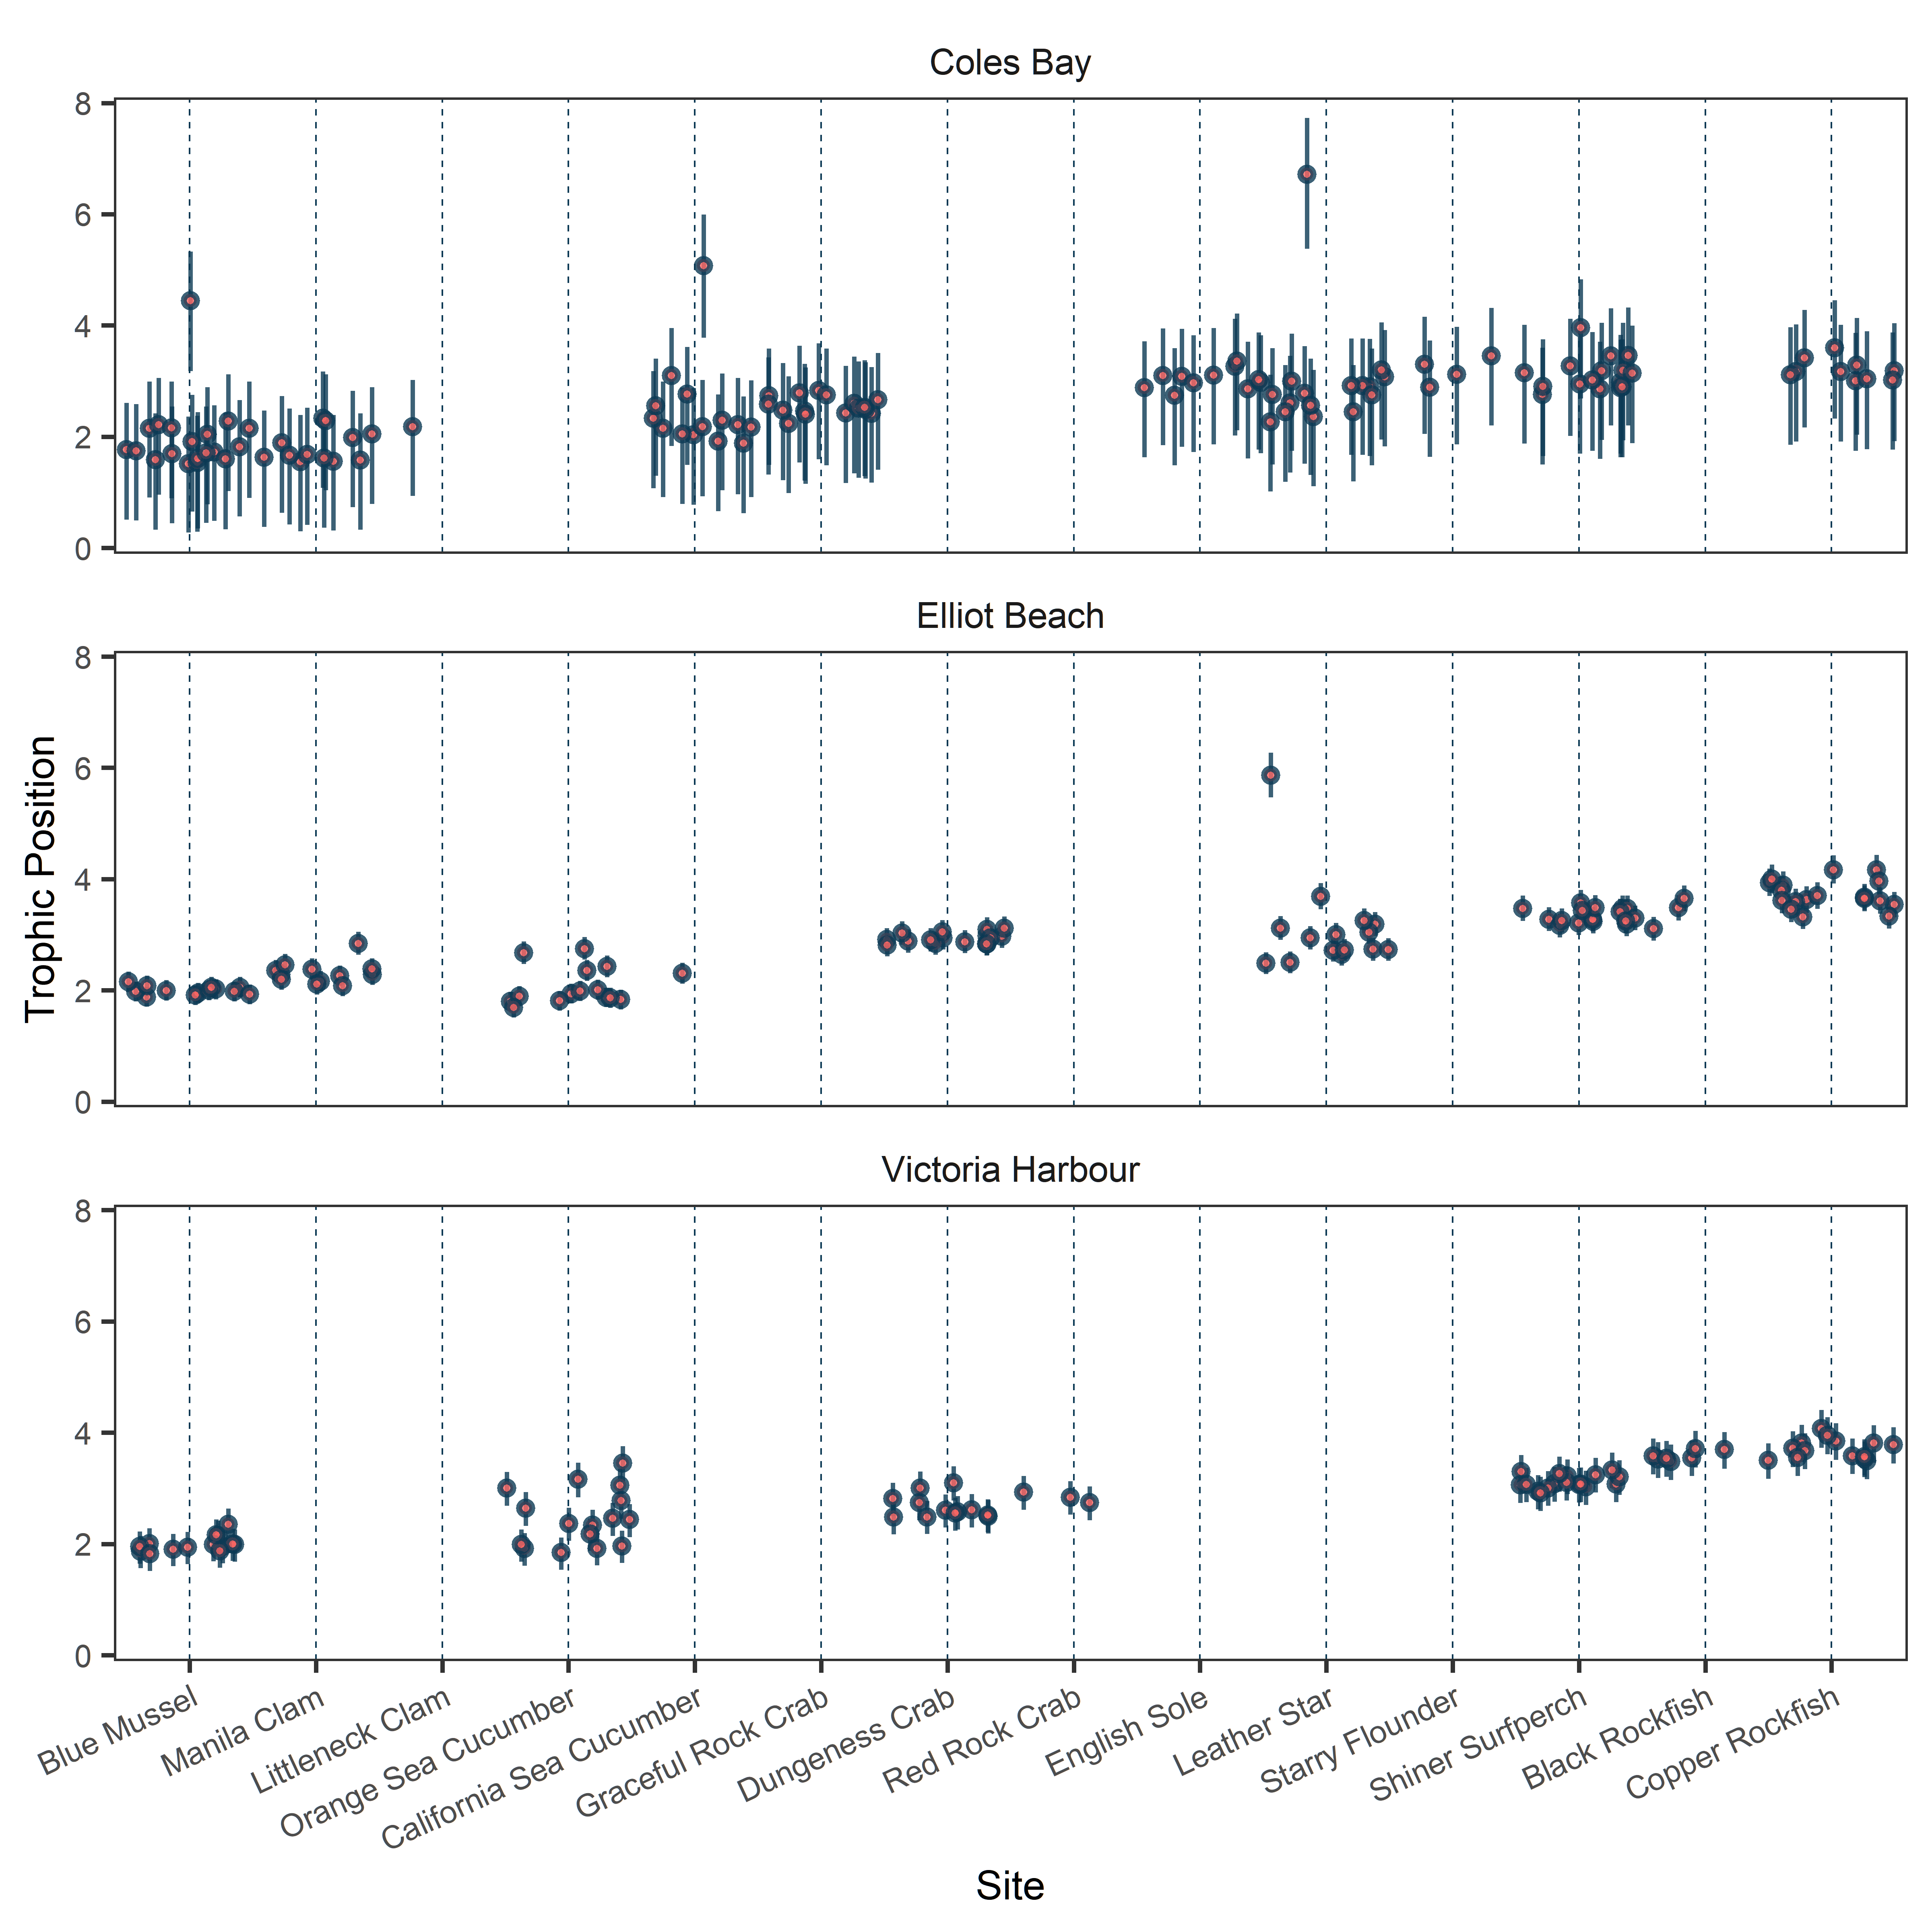 Coles Bay
8
6
4
2
0
Elliot Beach
8
6
4
2
0
Trophic Position
Victoria Harbour
8
6
4
2
0
Blue Mussel
Manila Clam
Littleneck Clam
Orange Sea Cucumber
California Sea Cucumber
Graceful Rock Crab
Dungeness Crab
Red Rock Crab
English Sole
Leather Star
Starry Flounder
Shiner Surfperch
Black Rockfish
Copper Rockfish
Site